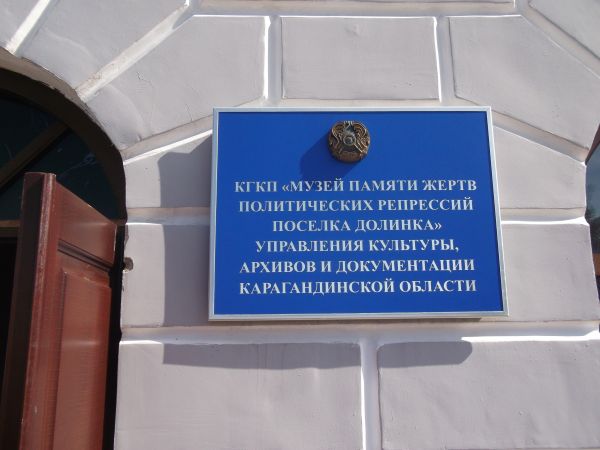 КГКП «МУЗЕЙ ПАМЯТИ ЖЕРТВ
ПОЛИТИЧЕСКИХ РЕПРЕССИЙ
ПОСЕЛКА ДОЛИНКА»
УПРАВЛЕНИЯ КУЛЬТУРЫ,
АРХИВОВ И ДОКУМЕНТАЦИИ
КАРАГАНДИНСКОЙ ОБЛАСТИ